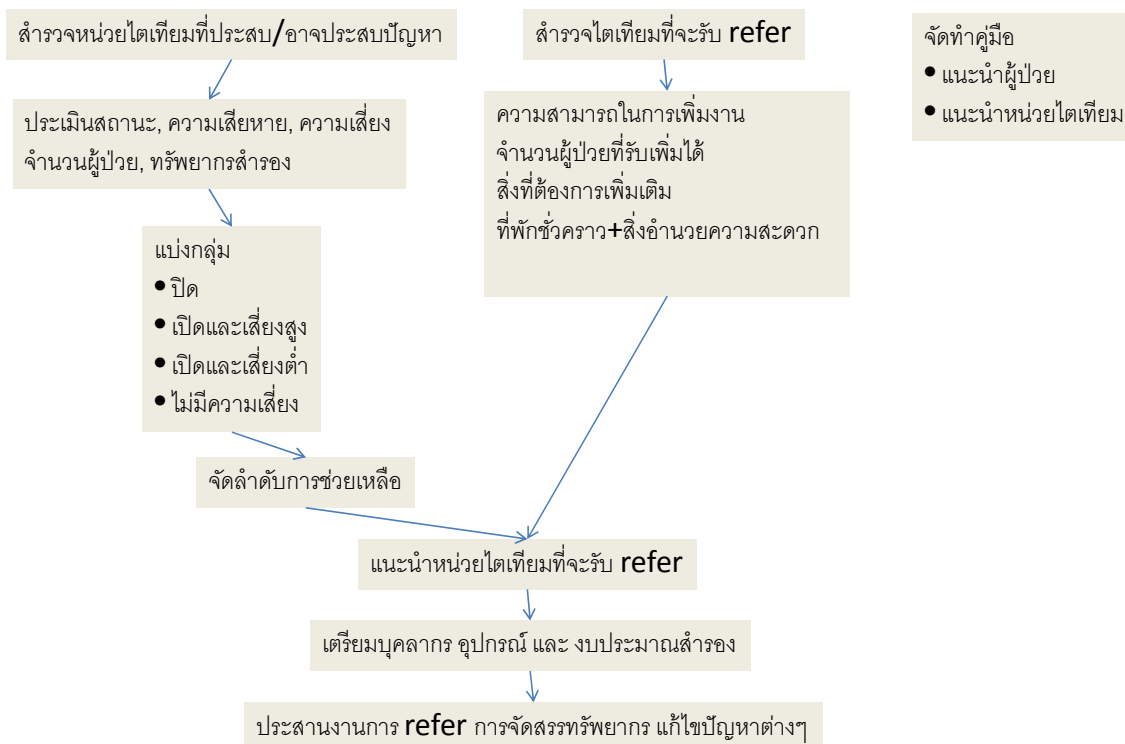 สำรวจหน่วยไตเทียมที่ประสบ/อาจประสบปัญหา
ประเมินสถานะ, ความเสียหาย, ความเสี่ยง
จำนวนผู้ป่วย, ทรัพยากรสำรอง
แบ่งกลุ่ม
• ปิด
• เปิดและเสี่ยงสูง
• เปิดและเสี่ยงต่ำ
• ไม่มีความเสี่ยง
จัดลำดับการช่วยเหลือ
สำรวจไตเทียมที่จะรับ refer
ความสามารถในการเพิ่มงาน
จำนวนผู้ป่วยที่รับเพิ่มได้
สิ่งที่ต้องการเพิ่มเติม
ที่พักชั่วคราว+สิ่งอำนวยความสะดวก
แนะนำหน่วยไตเทียมที่จะรับ refer
เตรียมบุคลากร อุปกรณ์ และ งบประมาณสำรอง
ประสานงานการ refer การจัดสรรทรัพยากร แก้ไขปัญหาต่างๆ
จัดทำคู่มือ
• แนะนำผู้ป่วย
• แนะนำหน่วยไตเทียม